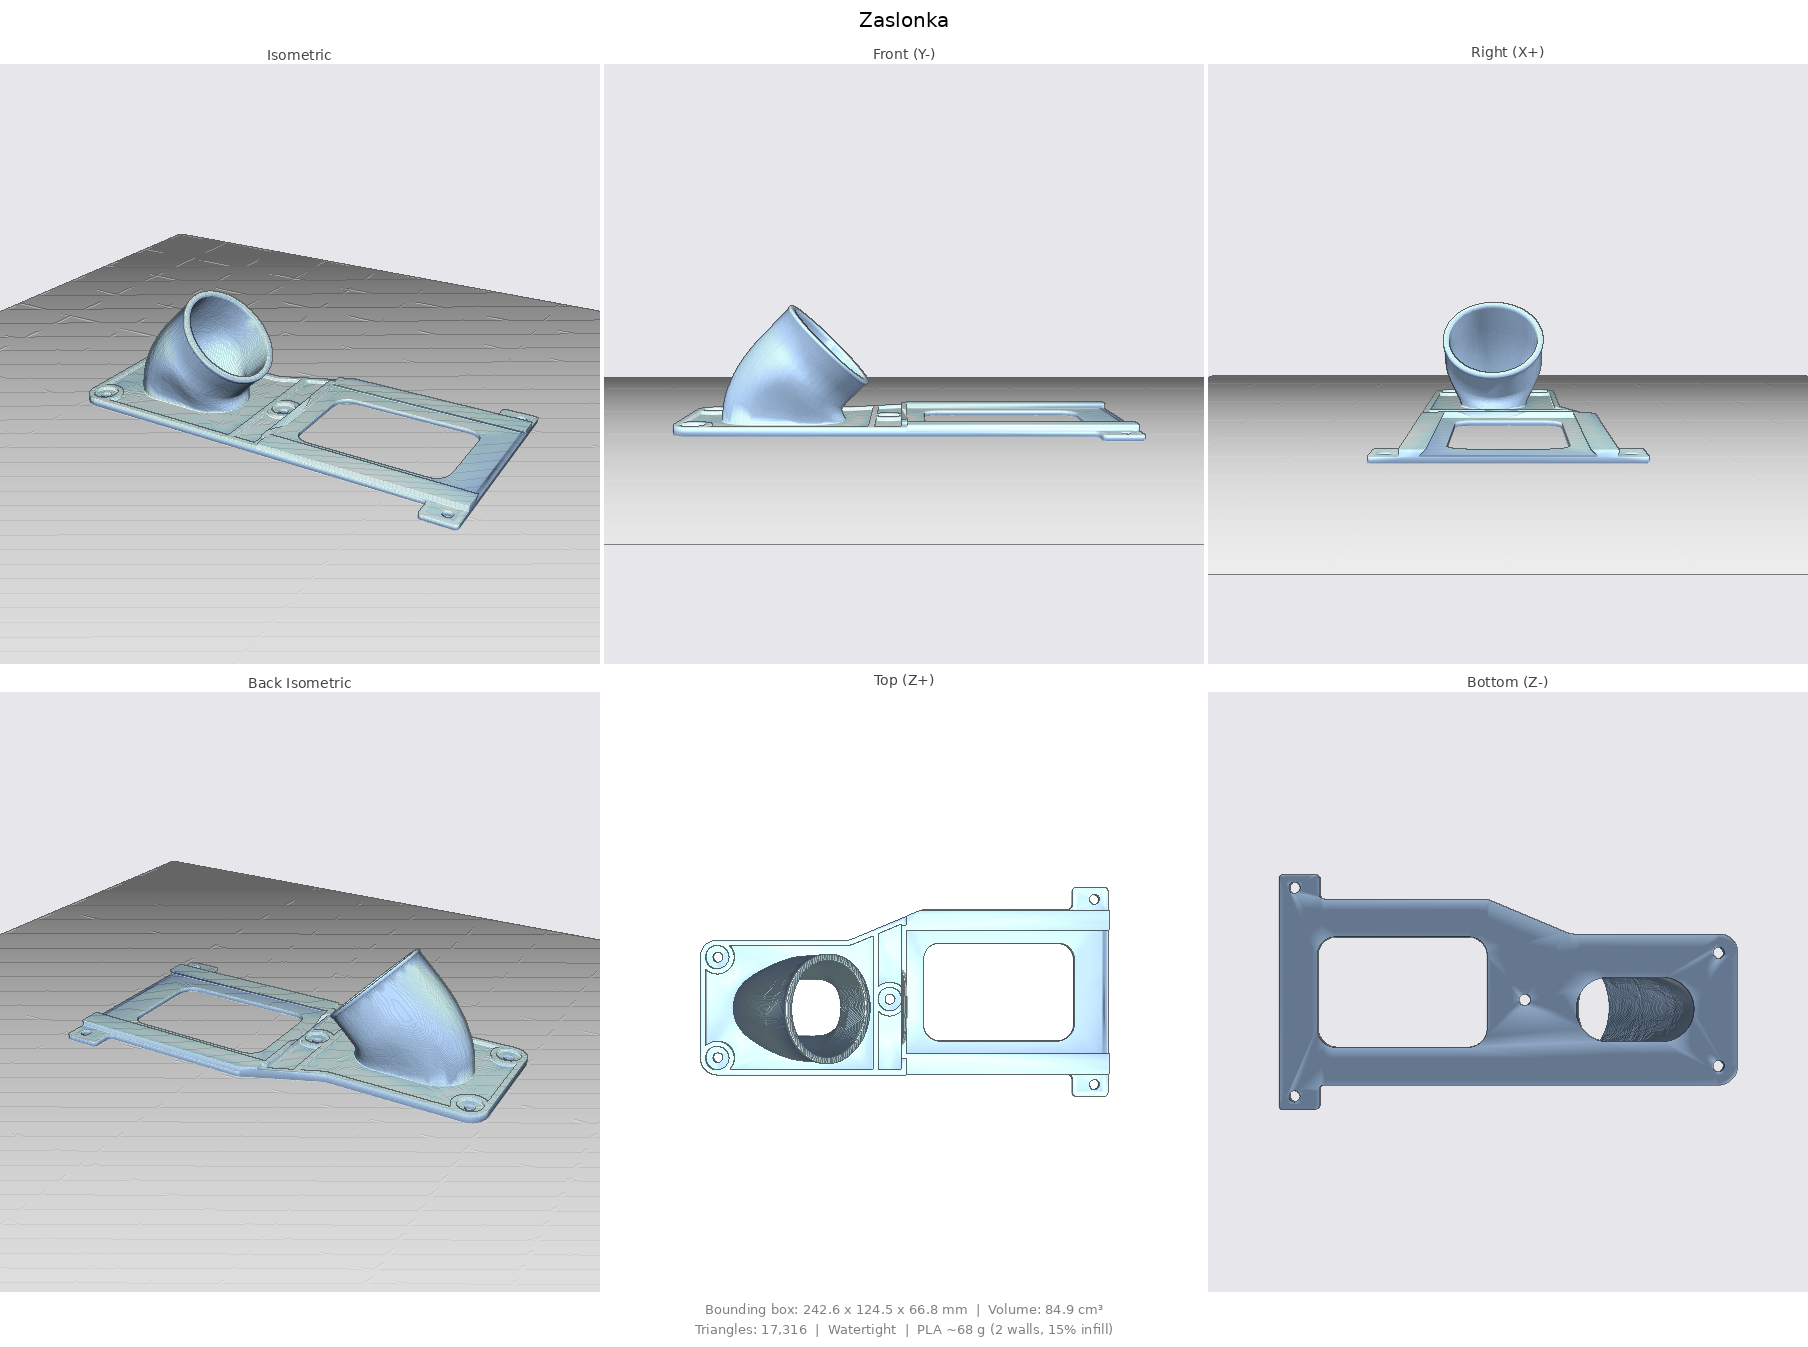 Zaslonka
Isometric
Front (Y-)
Right (X+)
Back Isometric
Top (Z+)
Bottom (Z-)
Bounding box: 242.6 x 124.5 x 66.8 mm | Volume: 84.9 cm³
Triangles: 17,316 | Watertight | PLA ~68 g (2 walls, 15% infill)